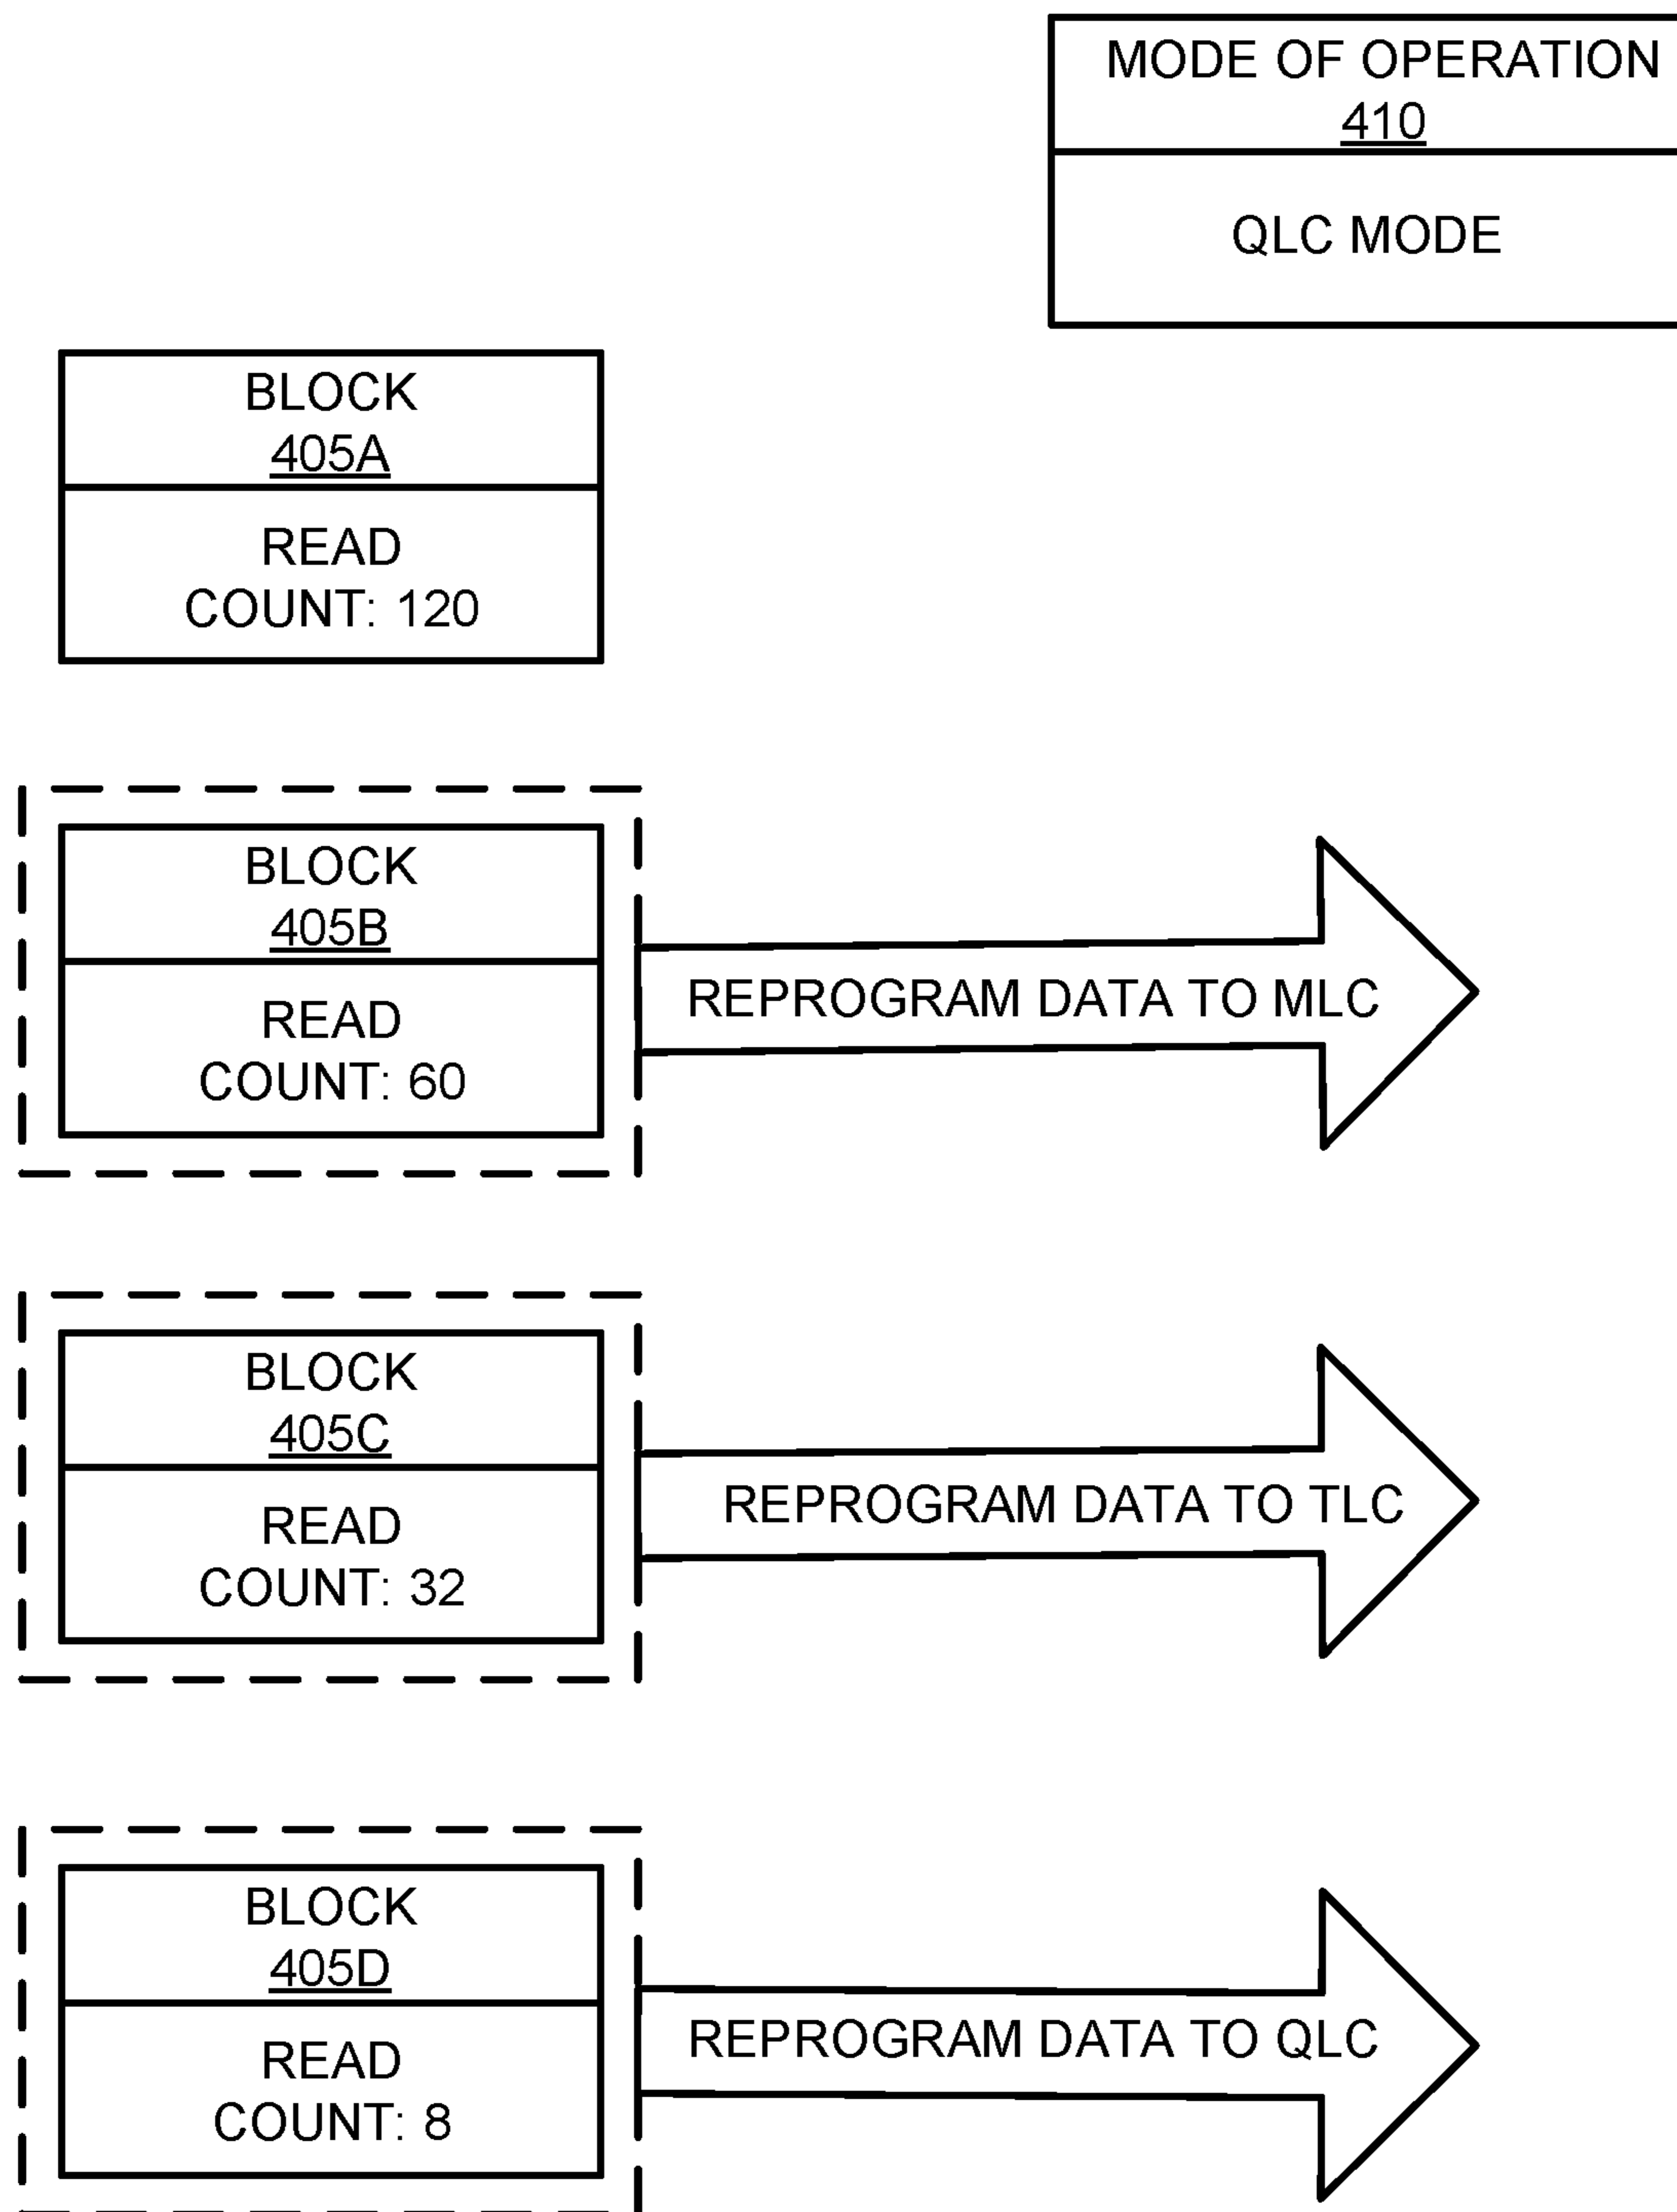 MODE OF OPERATION
410
QLC MODE
BLOCK
405A
READ
COUNT: 120
BLOCK
405B
READ
COUNT: 60
REPROGRAM DATA TO MLC
BLOCK
405C
READ
COUNT: 32
REPROGRAM DATA TO TLC
BLOCK
405D
READ
COUNT: 8
REPROGRAM DATA TO QLC